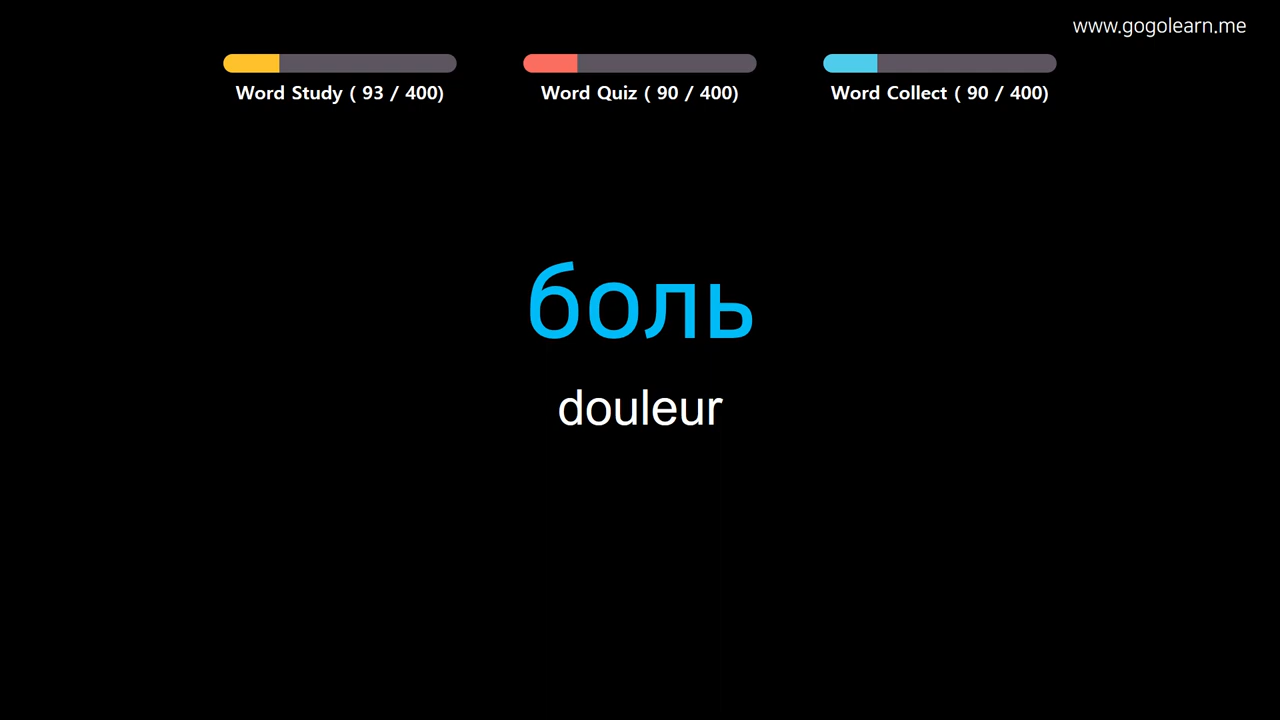 www.gogolearn.me
Word Study ( 93 / 400)
Word Quiz ( 90 / 400)
Word Collect ( 90 / 400)
боль
douleur